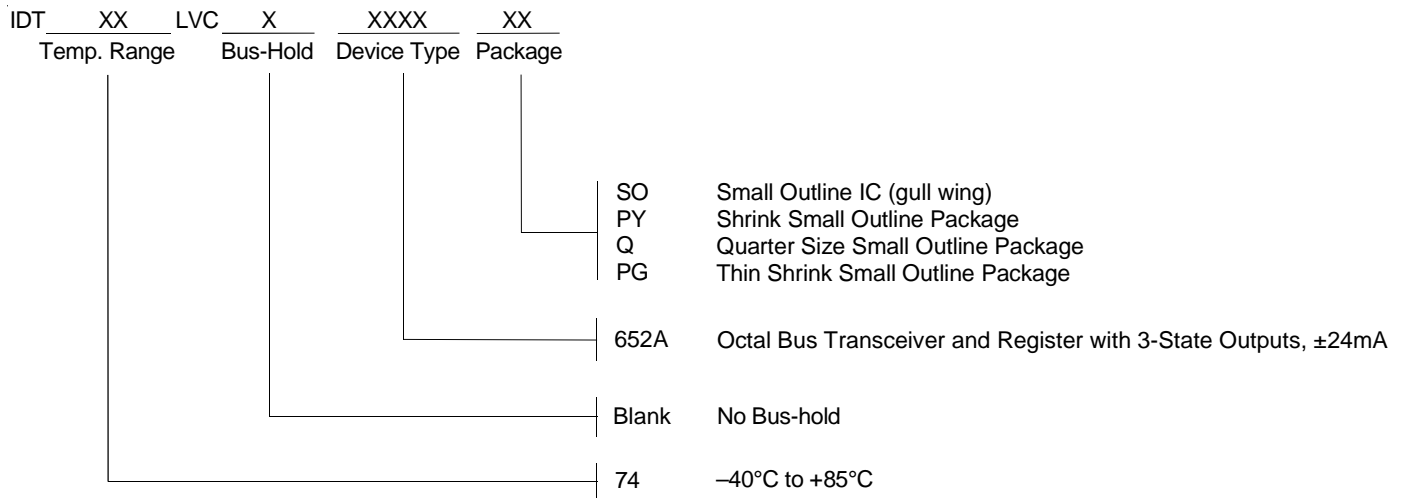 IDT XX LVC X XXXX XX
Temp. Range Bus-Hold Device Type Package
SO Small Outline IC (gull wing)
PY Shrink Small Outline Package
Q Quarter Size Small Outline Package
PG Thin Shrink Small Outline Package
652A Octal Bus Transceiver and Register with 3-State Outputs, ±24mA
Blank No Bus-hold
74 –40°C to +85°C